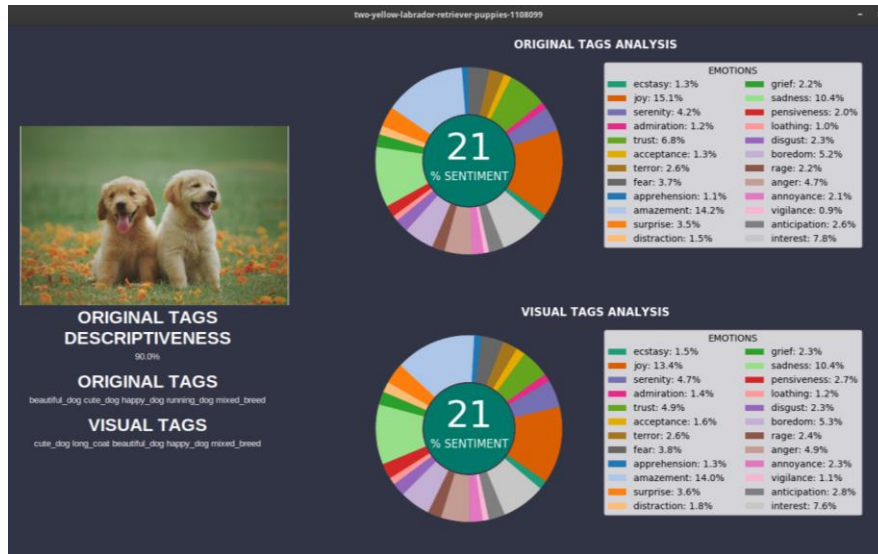 two-yellow-labrador-retriever-puppies-1108099
ORIGINAL TAGS
DESCRIPTIVENESS
90.0%
ORIGINAL TAGS
beautiful_dog cute_dog happy_dog running_dog mixed_breed
VISUAL TAGS
cute_dog long_coat beautiful_dog happy_dog mixed_breed
ORIGINAL TAGS ANALYSIS
21
% SENTIMENT
EMOTIONS
ecstasy: 1.3%
joy: 15.1%
serenity: 4.2%
admiration: 1.2%
trust: 6.8%
acceptance: 1.3%
terror: 2.6%
fear: 3.7%
apprehension: 1.1%
amazement: 14.2%
surprise: 3.5%
distraction: 1.5%
grief: 2.2%
sadness: 10.4%
pensiveness: 2.0%
loathing: 1.0%
disgust: 2.3%
boredom: 5.2%
rage: 2.2%
anger: 4.7%
annoyance: 2.1%
vigilance: 0.9%
anticipation: 2.6%
interest: 7.8%
VISUAL TAGS ANALYSIS
21
% SENTIMENT
EMOTIONS
ecstasy: 1.5%
joy: 13.4%
serenity: 4.7%
admiration: 1.4%
trust: 4.9%
acceptance: 1.6%
terror: 2.6%
fear: 3.8%
apprehension: 1.3%
amazement: 14.0%
surprise: 3.6%
distraction: 1.8%
grief: 2.3%
sadness: 10.4%
pensiveness: 2.7%
loathing: 1.2%
disgust: 2.3%
boredom: 5.3%
rage: 2.4%
anger: 4.9%
annoyance: 2.3%
vigilance: 1.1%
anticipation: 2.8%
interest: 7.6%